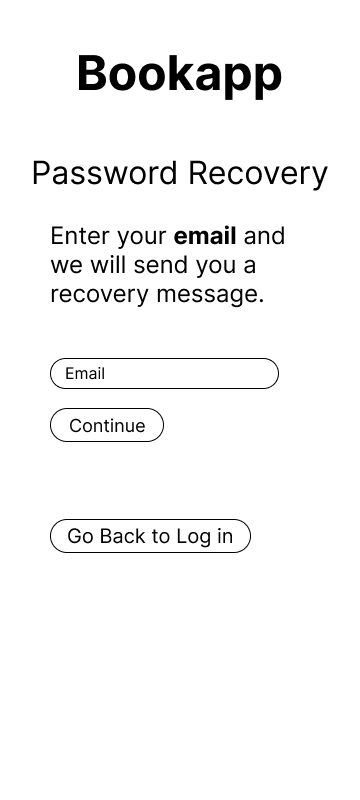 Bookapp
Password Recovery
Enter your email and
we will send you a
recovery message.
Email
Continue
Go Back to Log in